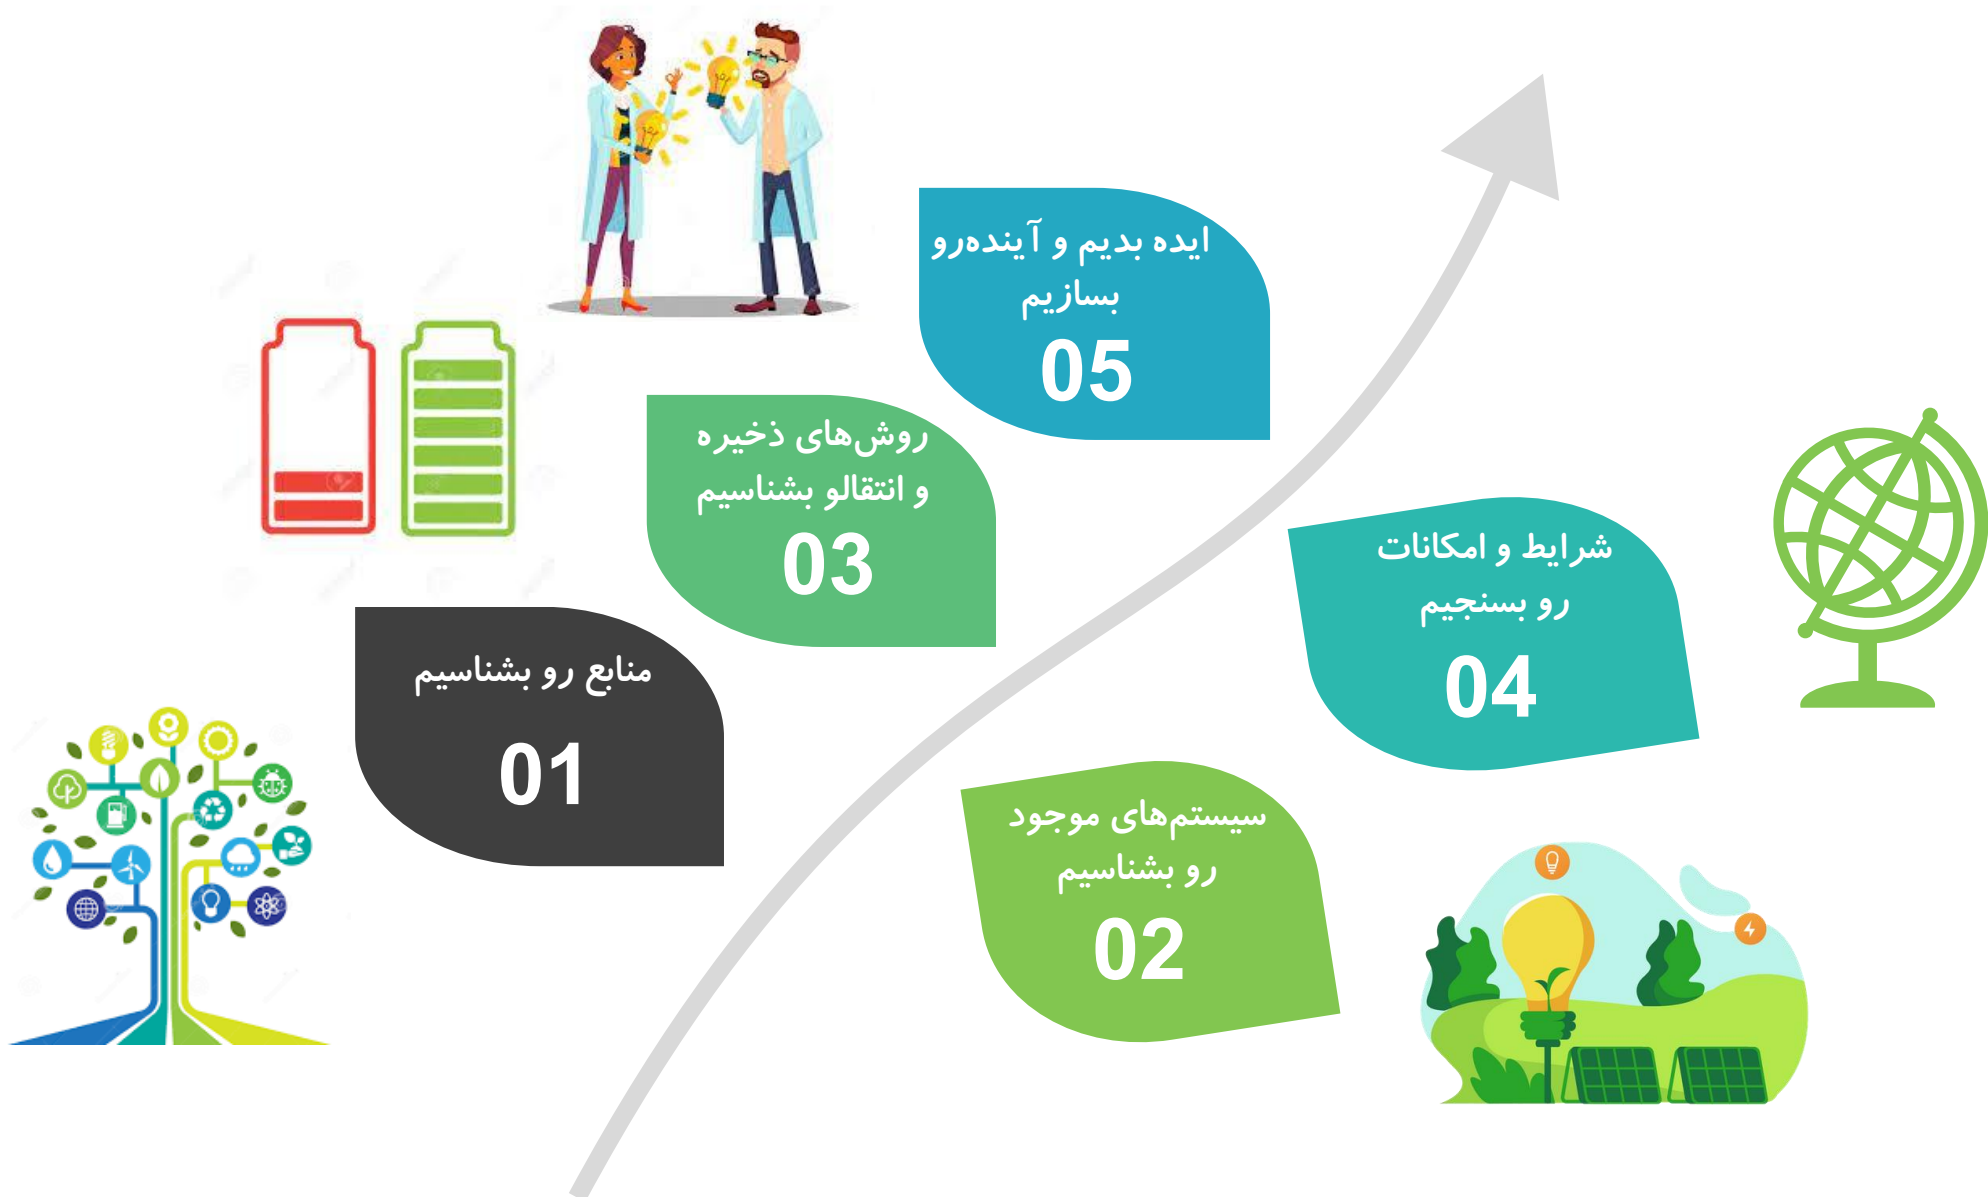 منابع رو بشناسیم
01
سیستم‌های موجود
رو بشناسیم
02
روش‌های ذخیره
و انتقالو بشناسیم
03
شرایط و امکانات
رو بسنجیم
04
ایده بدیم و آینده‌رو
بسازیم
05